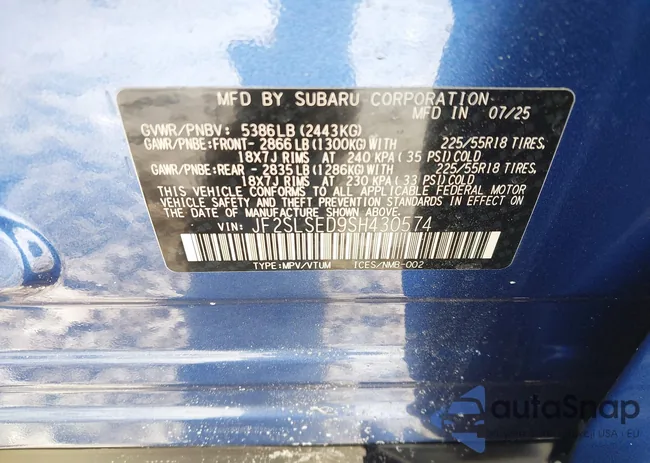 MFD BY SUBARU CORPORATION
MFD IN 07/25
GVWR/PNBV: 5386LB(2443KG)
GAWR/PNBE:FRONT- 2866LB(1300KG)WITH 225/55R18 TIRES,
18X7J RIMS AT 240 KPA(35 PSI)COLD
GAWR/PNBE:REAR - 2835LB(1286KG)WITH 225/55R18 TIRES,
18X7J RIMS AT 230 KPA(33 PSI)COLD
THIS VEHICLE CONFORMS TO ALL APPLICABLE FEDERAL MOTOR
VEHICLE SAFETY AND THEFT PREVENTION STANDARDS IN EFFECT
ON THE DATE OF MANUFACTURE SHOWN ABOVE.
VIN: JF2SLSED9SH430574
TYPE:MPV/VTUM ICES/NMB-002
autoSnap
USA - EU